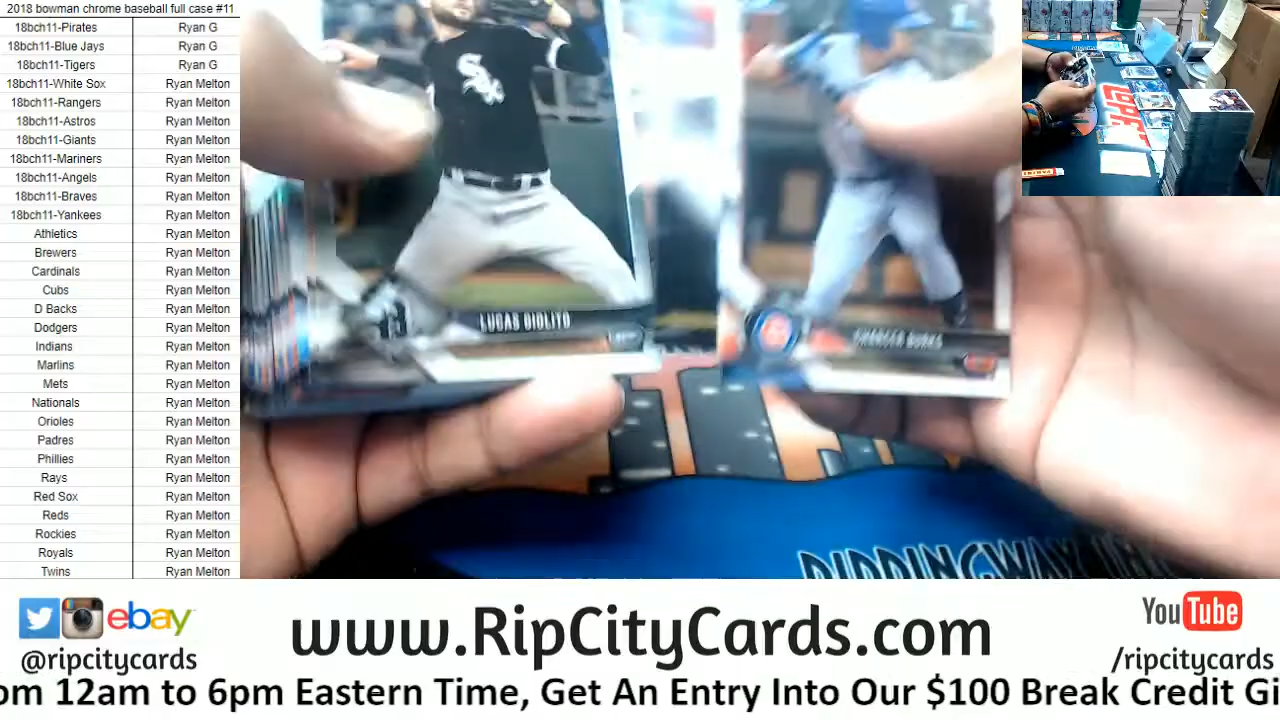 2018 bowman chrome baseball full case #11
18bch11-Pirates Ryan G
18bch11-Blue Jays Ryan G
18bch11-Tigers Ryan G
18bch11-White Sox Ryan Melton
18bch11-Rangers Ryan Melton
18bch11-Astros Ryan Melton
18bch11-Giants Ryan Melton
18bch11-Mariners Ryan Melton
18bch11-Angels Ryan Melton
18bch11-Braves Ryan Melton
18bch11-Yankees Ryan Melton
Athletics Ryan Melton
Brewers Ryan Melton
Cardinals Ryan Melton
Cubs Ryan Melton
D Backs Ryan Melton
Dodgers Ryan Melton
Indians Ryan Melton
Marlins Ryan Melton
Mets Ryan Melton
Nationals Ryan Melton
Orioles Ryan Melton
Padres Ryan Melton
Phillies Ryan Melton
Rays Ryan Melton
Red Sox Ryan Melton
Reds Ryan Melton
Rockies Ryan Melton
Royals Ryan Melton
Twins Ryan Melton
Sox
LUCAS GIOLITO
ebay
@ripcitycards
www.RipCityCards.com
YouTube
/ripcitycards
om 12am to 6pm Eastern Time, Get An Entry Into Our $100 Break Credit Gi